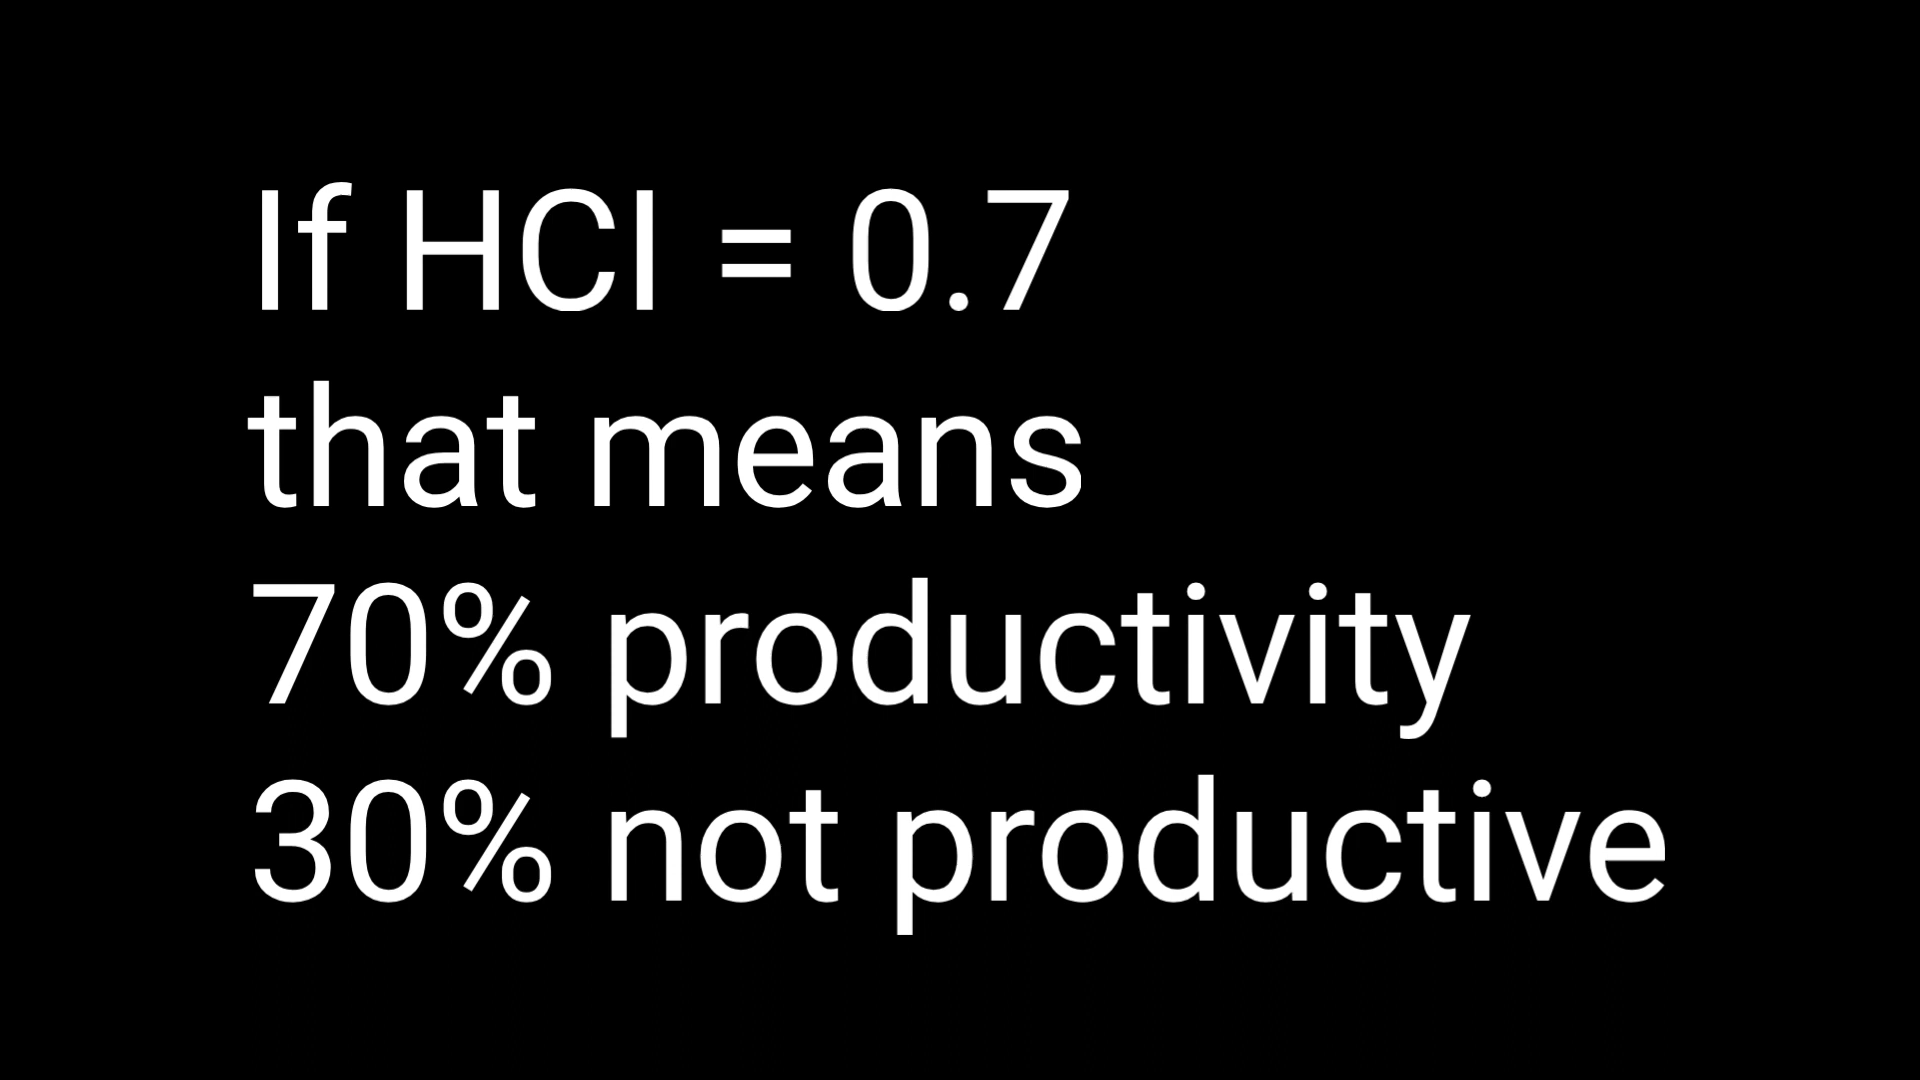 If HCI = 0.7
that means
70% productivity
30% not productive